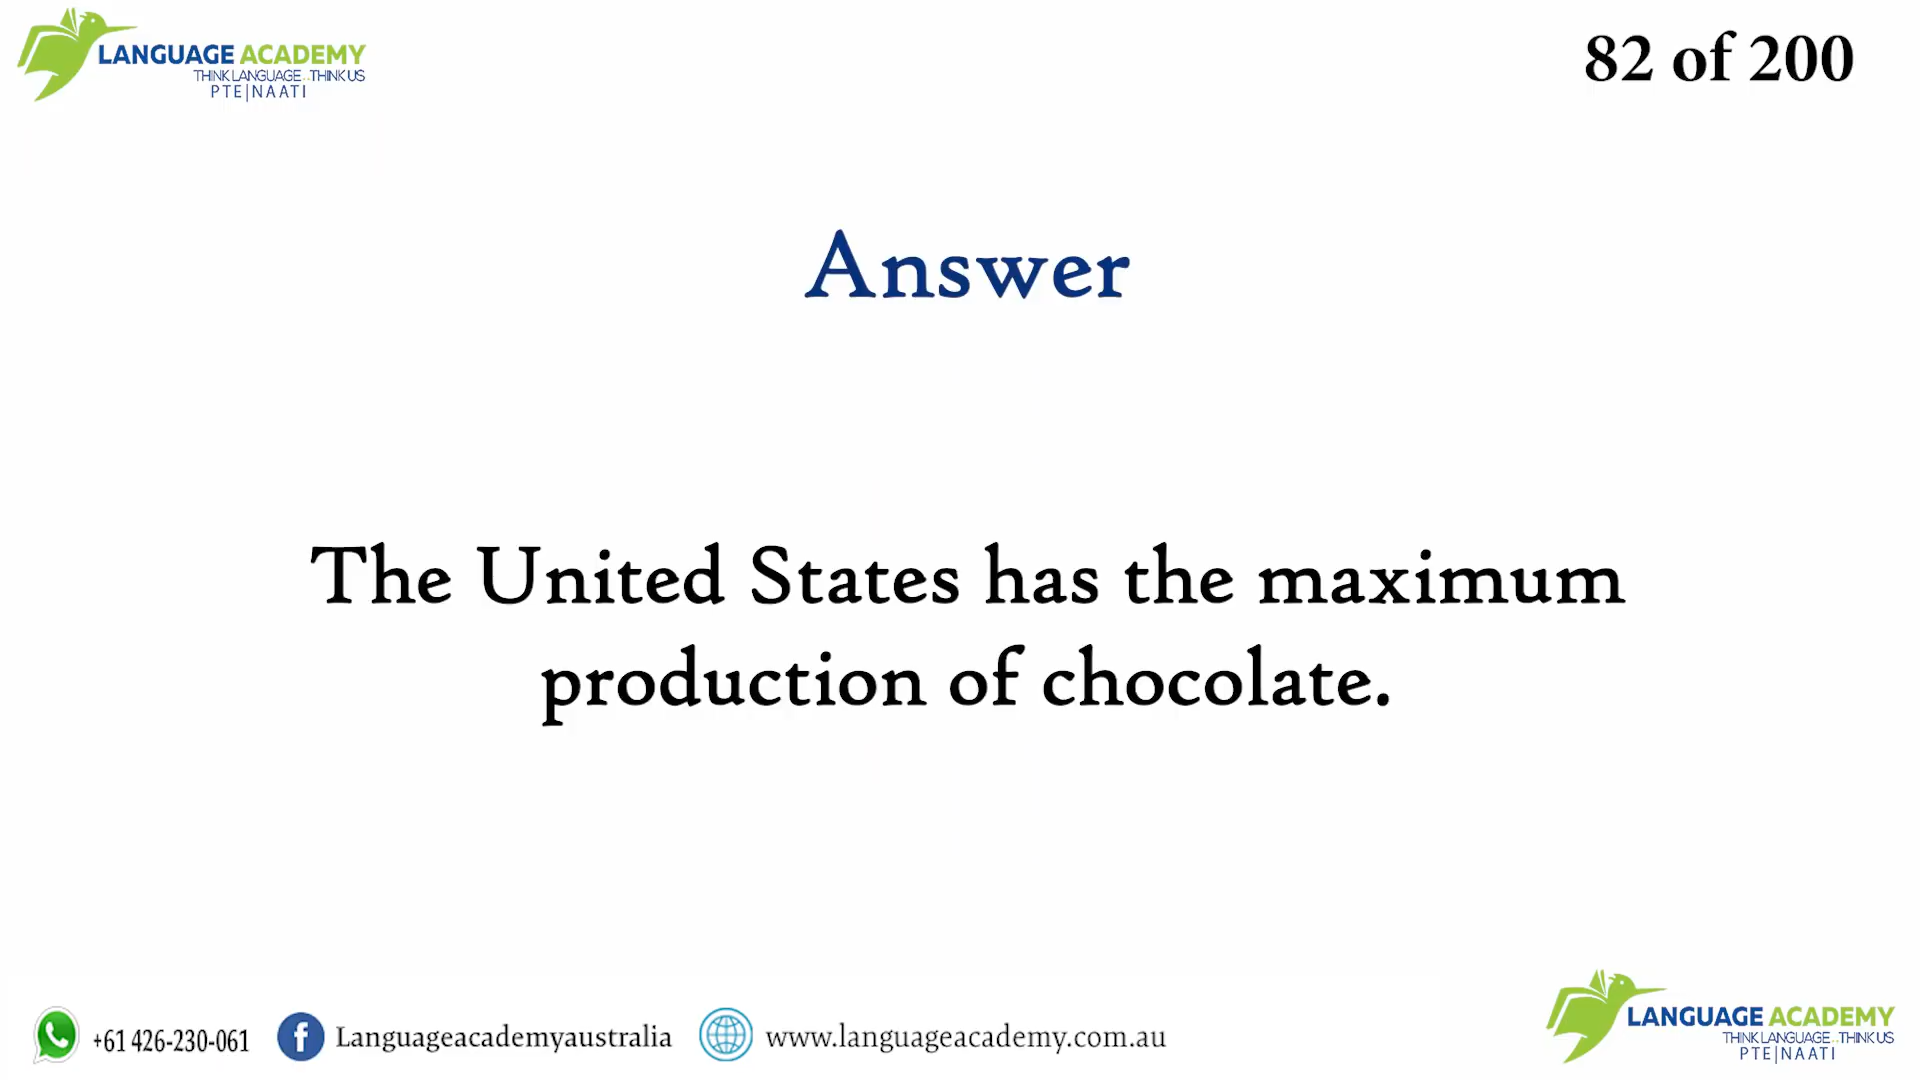 LANGUAGE ACADEMY
THINK LANGUAGE..THINK US
PTE|NAATI
82 of 200
Answer
The United States has the maximum
production of chocolate.
+61 426-230-061
Languageacademyaustralia
www.languageacademy.com.au
LANGUAGE ACADEMY
THINK LANGUAGE..THINK US
PTE|NAATI